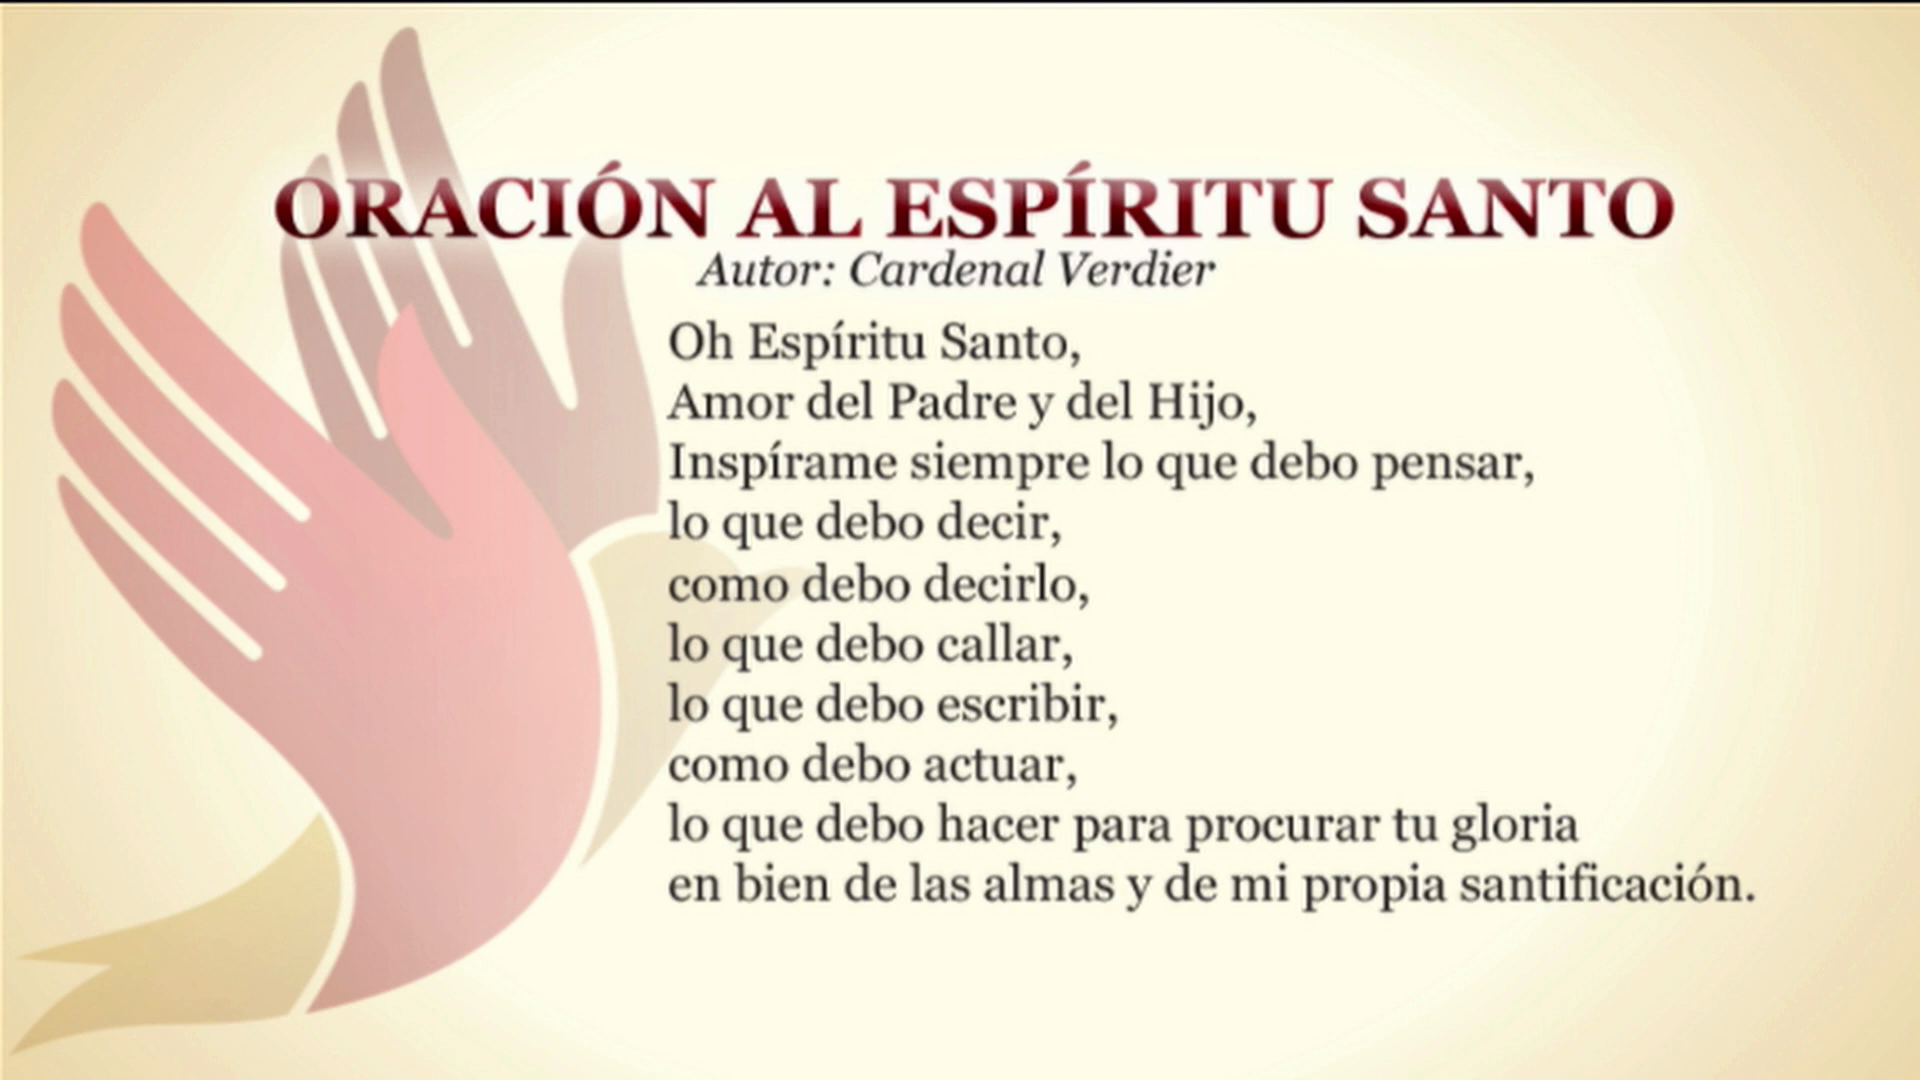 ORACIÓN AL ESPÍRITU SANTO
Autor: Cardenal Verdier
Oh Espíritu Santo,
Amor del Padre y del Hijo,
Inspírame siempre lo que debo pensar,
lo que debo decir,
como debo decirlo,
lo que debo callar,
lo que debo escribir,
como debo actuar,
lo que debo hacer para procurar tu gloria
en bien de las almas y de mi propia santificación.